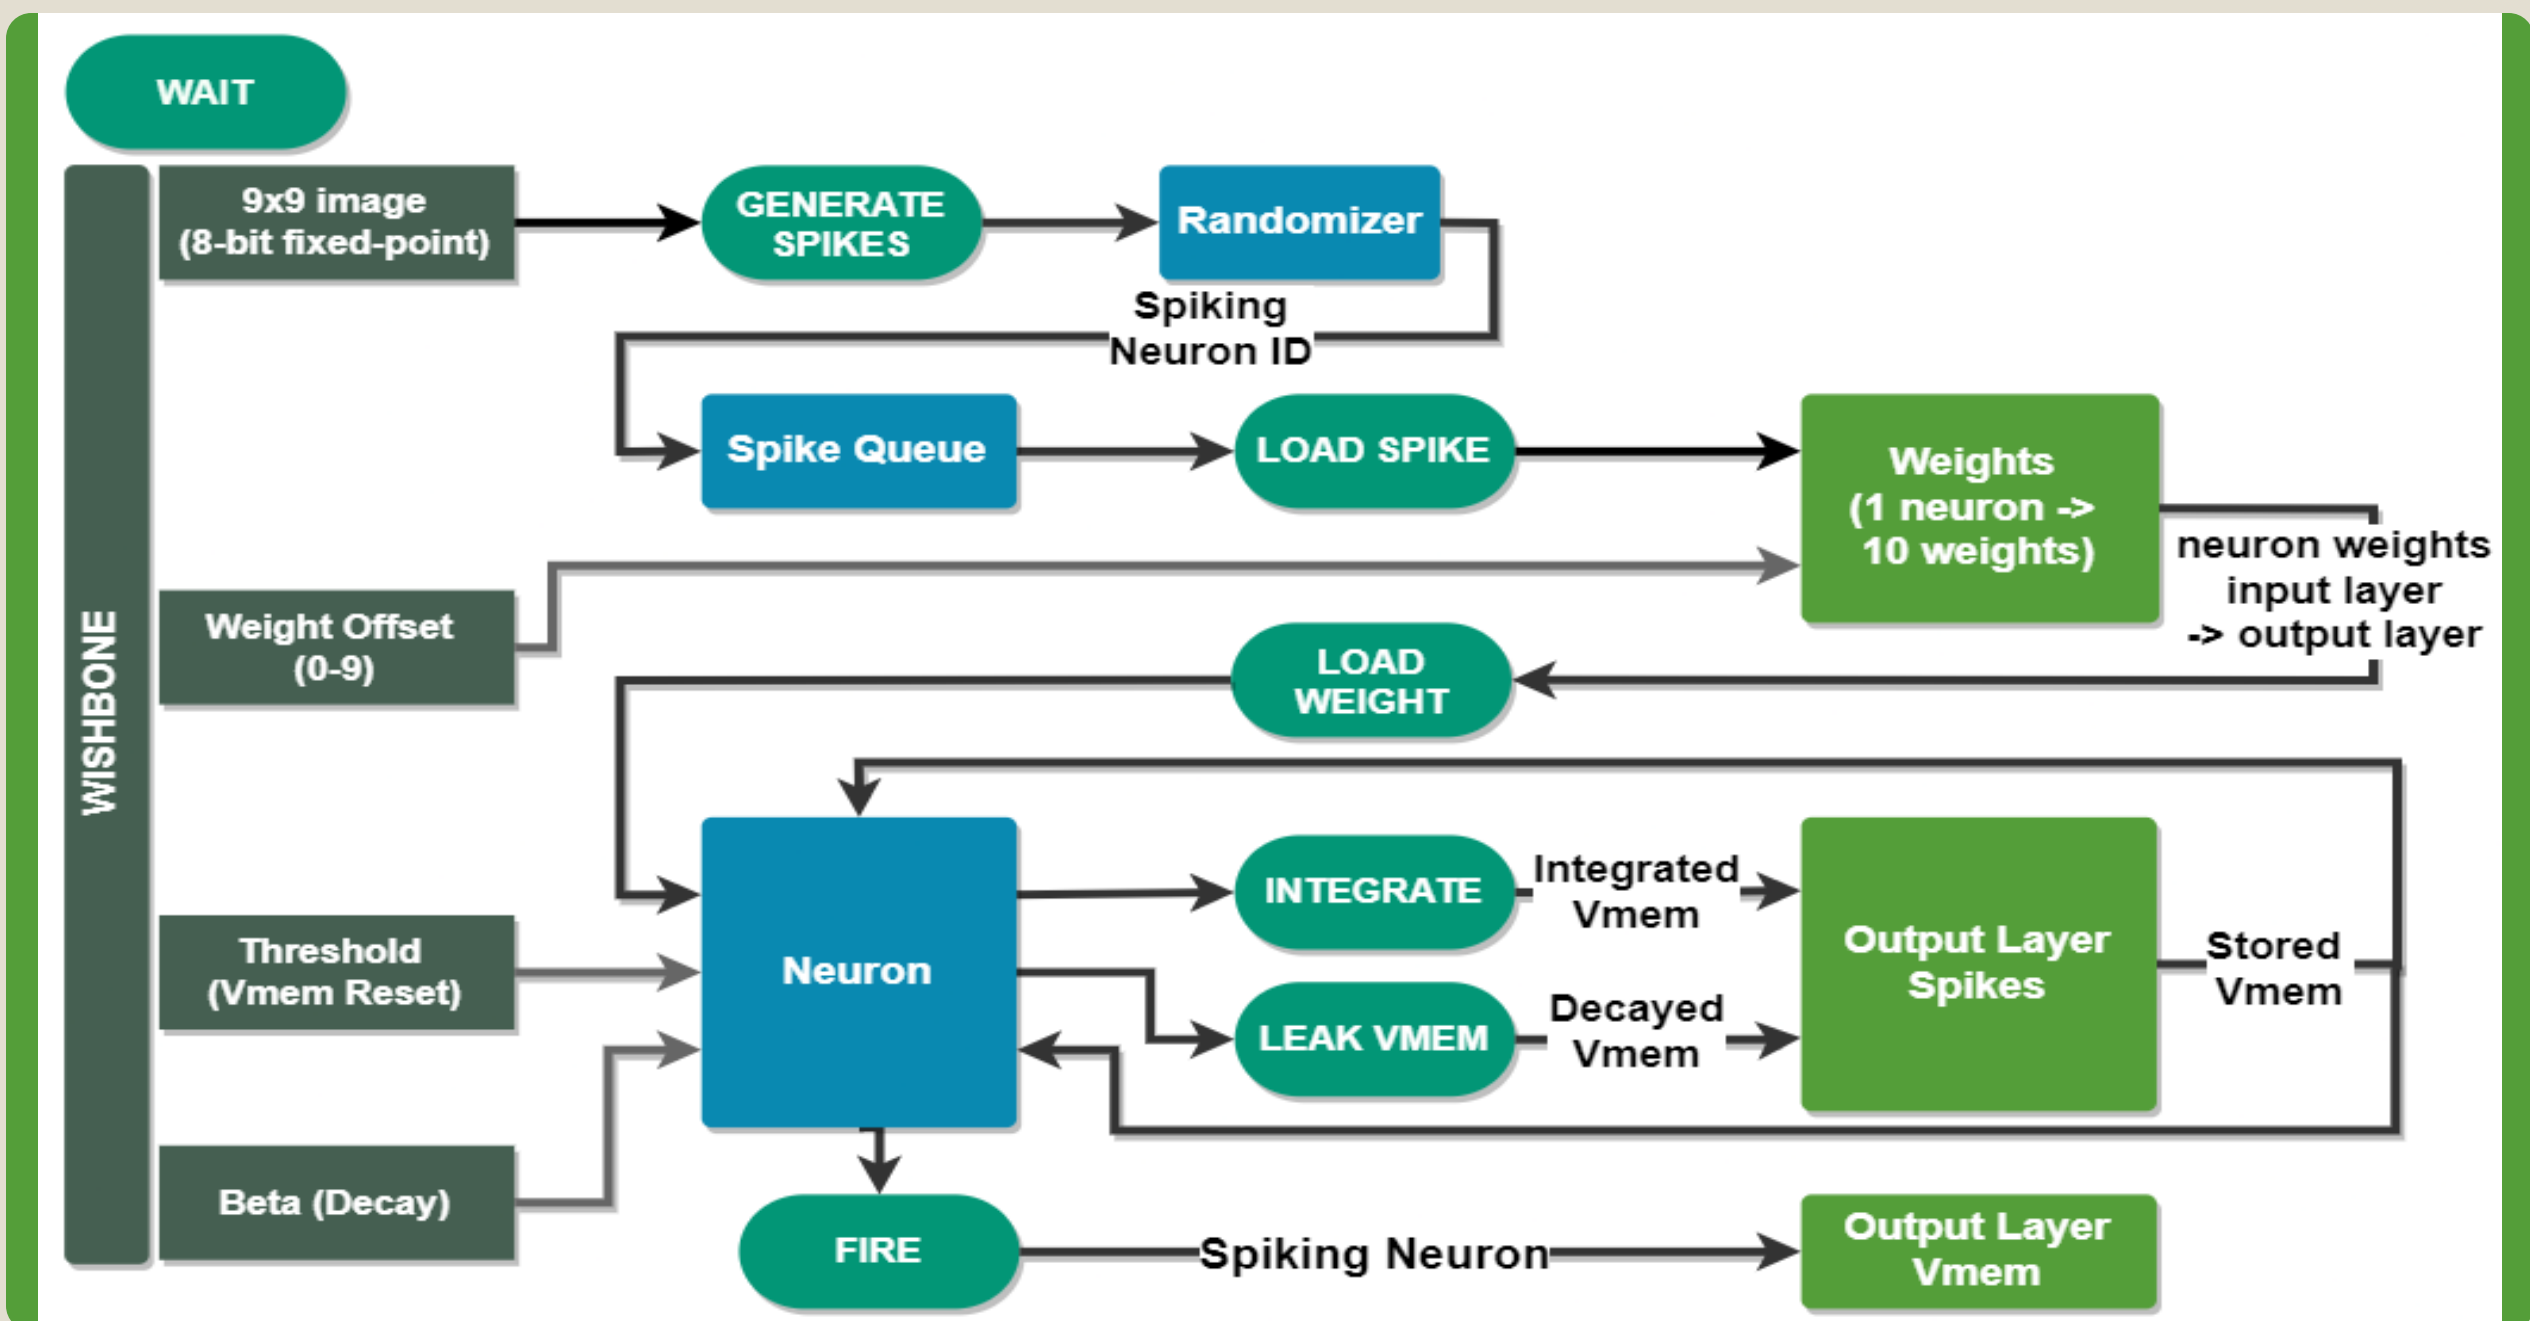 WAIT
WISHBONE
9x9 image
(8-bit fixed-point)
GENERATE
SPIKES
Randomizer
Spiking
Neuron ID
Spike Queue
LOAD SPIKE
Weights
(1 neuron ->
10 weights)
neuron weights
input layer
-> output layer
Weight Offset
(0-9)
LOAD
WEIGHT
Threshold
(Vmem Reset)
Beta (Decay)
Neuron
INTEGRATE
Integrated
Vmem
LEAK VMEM
Decayed
Vmem
Output Layer
Spikes
Stored
Vmem
FIRE
Spiking Neuron
Output Layer
Vmem